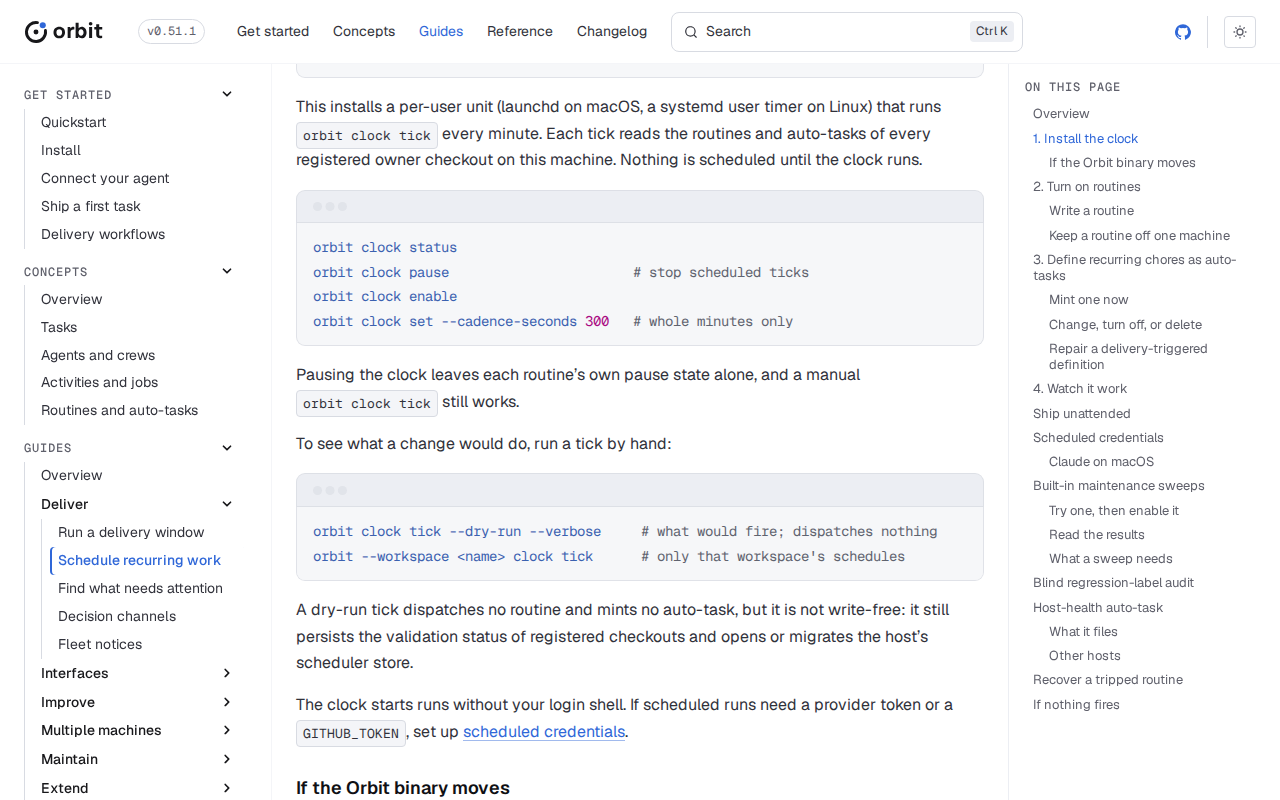 orbit
v0.51.1
Get started
Concepts
Guides
Reference
Changelog
Search
Ctrl K
GET STARTED
Quickstart
Install
Connect your agent
Ship a first task
Delivery workflows
CONCEPTS
Overview
Tasks
Agents and crews
Activities and jobs
Routines and auto-tasks
GUIDES
Overview
Deliver
Run a delivery window
Schedule recurring work
Find what needs attention
Decision channels
Fleet notices
Interfaces
Improve
Multiple machines
Maintain
Extend
This installs a per-user unit (launchd on macOS, a systemd user timer on Linux) that runs
orbit clock tick every minute. Each tick reads the routines and auto-tasks of every
registered owner checkout on this machine. Nothing is scheduled until the clock runs.
orbit clock status
orbit clock pause # stop scheduled ticks
orbit clock enable
orbit clock set --cadence-seconds 300 # whole minutes only
Pausing the clock leaves each routine’s own pause state alone, and a manual
orbit clock tick still works.
To see what a change would do, run a tick by hand:
orbit clock tick --dry-run --verbose # what would fire; dispatches nothing
orbit --workspace <name> clock tick # only that workspace's schedules
A dry-run tick dispatches no routine and mints no auto-task, but it is not write-free: it still
persists the validation status of registered checkouts and opens or migrates the host’s
scheduler store.
The clock starts runs without your login shell. If scheduled runs need a provider token or a
GITHUB_TOKEN, set up scheduled credentials.
If the Orbit binary moves
ON THIS PAGE
Overview
1. Install the clock
If the Orbit binary moves
2. Turn on routines
Write a routine
Keep a routine off one machine
3. Define recurring chores as auto-
tasks
Mint one now
Change, turn off, or delete
Repair a delivery-triggered
definition
4. Watch it work
Ship unattended
Scheduled credentials
Claude on macOS
Built-in maintenance sweeps
Try one, then enable it
Read the results
What a sweep needs
Blind regression-label audit
Host-health auto-task
What it files
Other hosts
Recover a tripped routine
If nothing fires